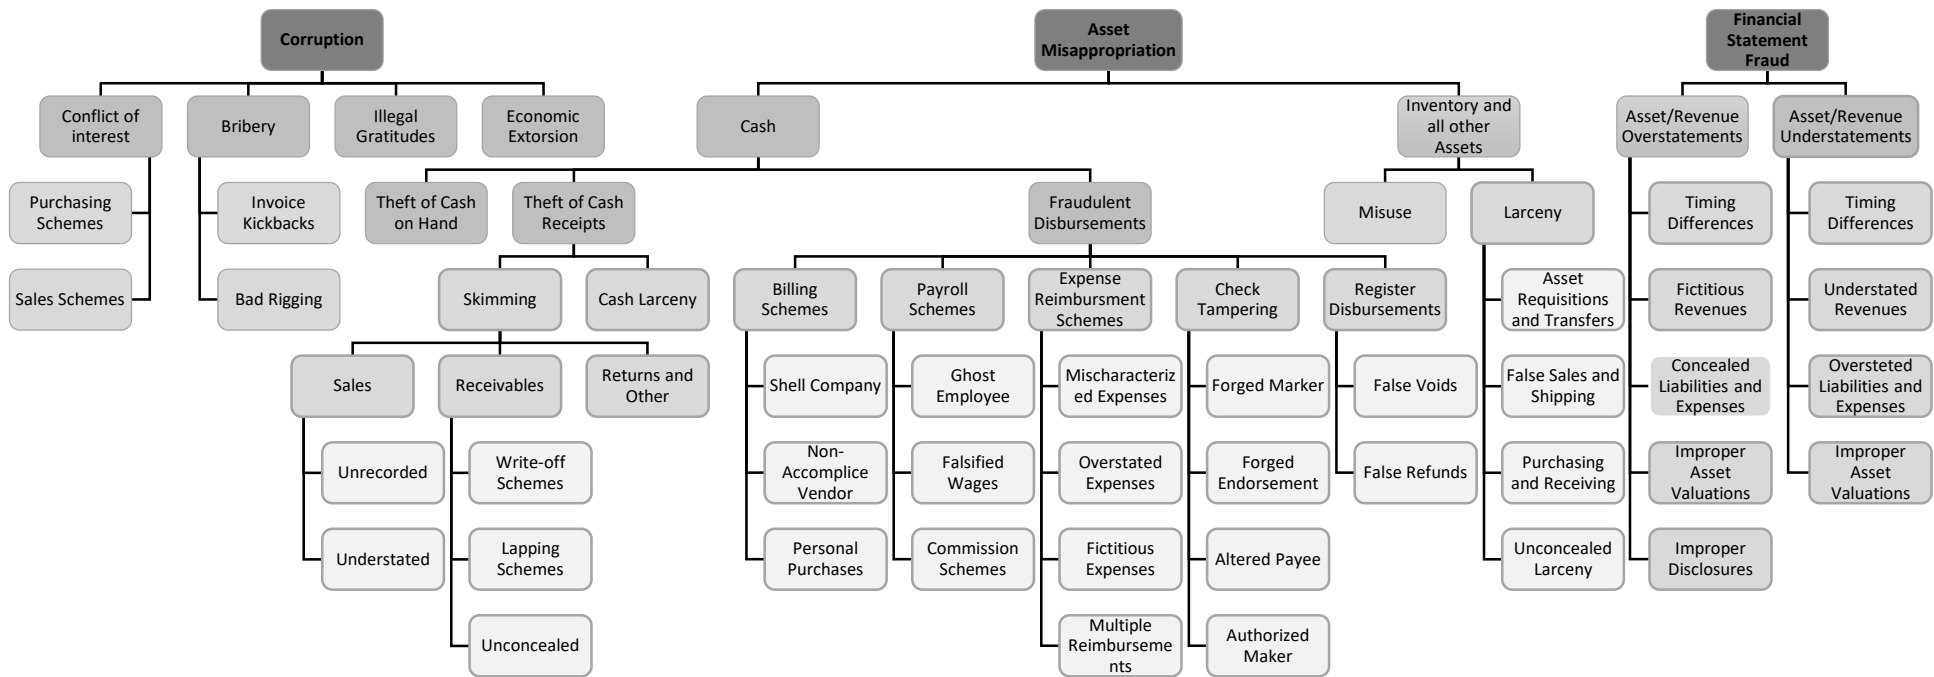 Corruption
Asset
Misappropriation
Financial
Statement
Fraud
Conflict of
interest
Bribery
Illegal
Gratitudes
Economic
Extorsion
Cash
Inventory and
all other
Assets
Asset/Revenue
Overstatements
Asset/Revenue
Understatements
Purchasing
Schemes
Invoice
Kickbacks
Theft of Cash
on Hand
Theft of Cash
Receipts
Fraudulent
Disbursements
Misuse
Larceny
Timing
Differences
Timing
Differences
Sales Schemes
Bad Rigging
Skimming
Cash Larceny
Billing
Schemes
Payroll
Schemes
Expense
Reimbursment
Schemes
Check
Tampering
Register
Disbursements
Asset
Requisitions
and Transfers
Fictitious
Revenues
Understated
Revenues
Sales
Receivables
Returns and
Other
Shell Company
Ghost
Employee
Mischaracteriz
ed Expenses
Forged Marker
False Voids
False Sales and
Shipping
Concealed
Liabilities and
Expenses
Oversteted
Liabilities and
Expenses
Unrecorded
Write-off
Schemes
Non-
Accomplice
Vendor
Falsified
Wages
Overstated
Expenses
Forged
Endorsement
False Refunds
Purchasing
and Receiving
Improper
Asset
Valuations
Improper
Asset
Valuations
Understated
Lapping
Schemes
Personal
Purchases
Commission
Schemes
Fictitious
Expenses
Altered Payee
Unconcealed
Larceny
Improper
Disclosures
Unconcealed
Multiple
Reimburseme
nts
Authorized
Maker